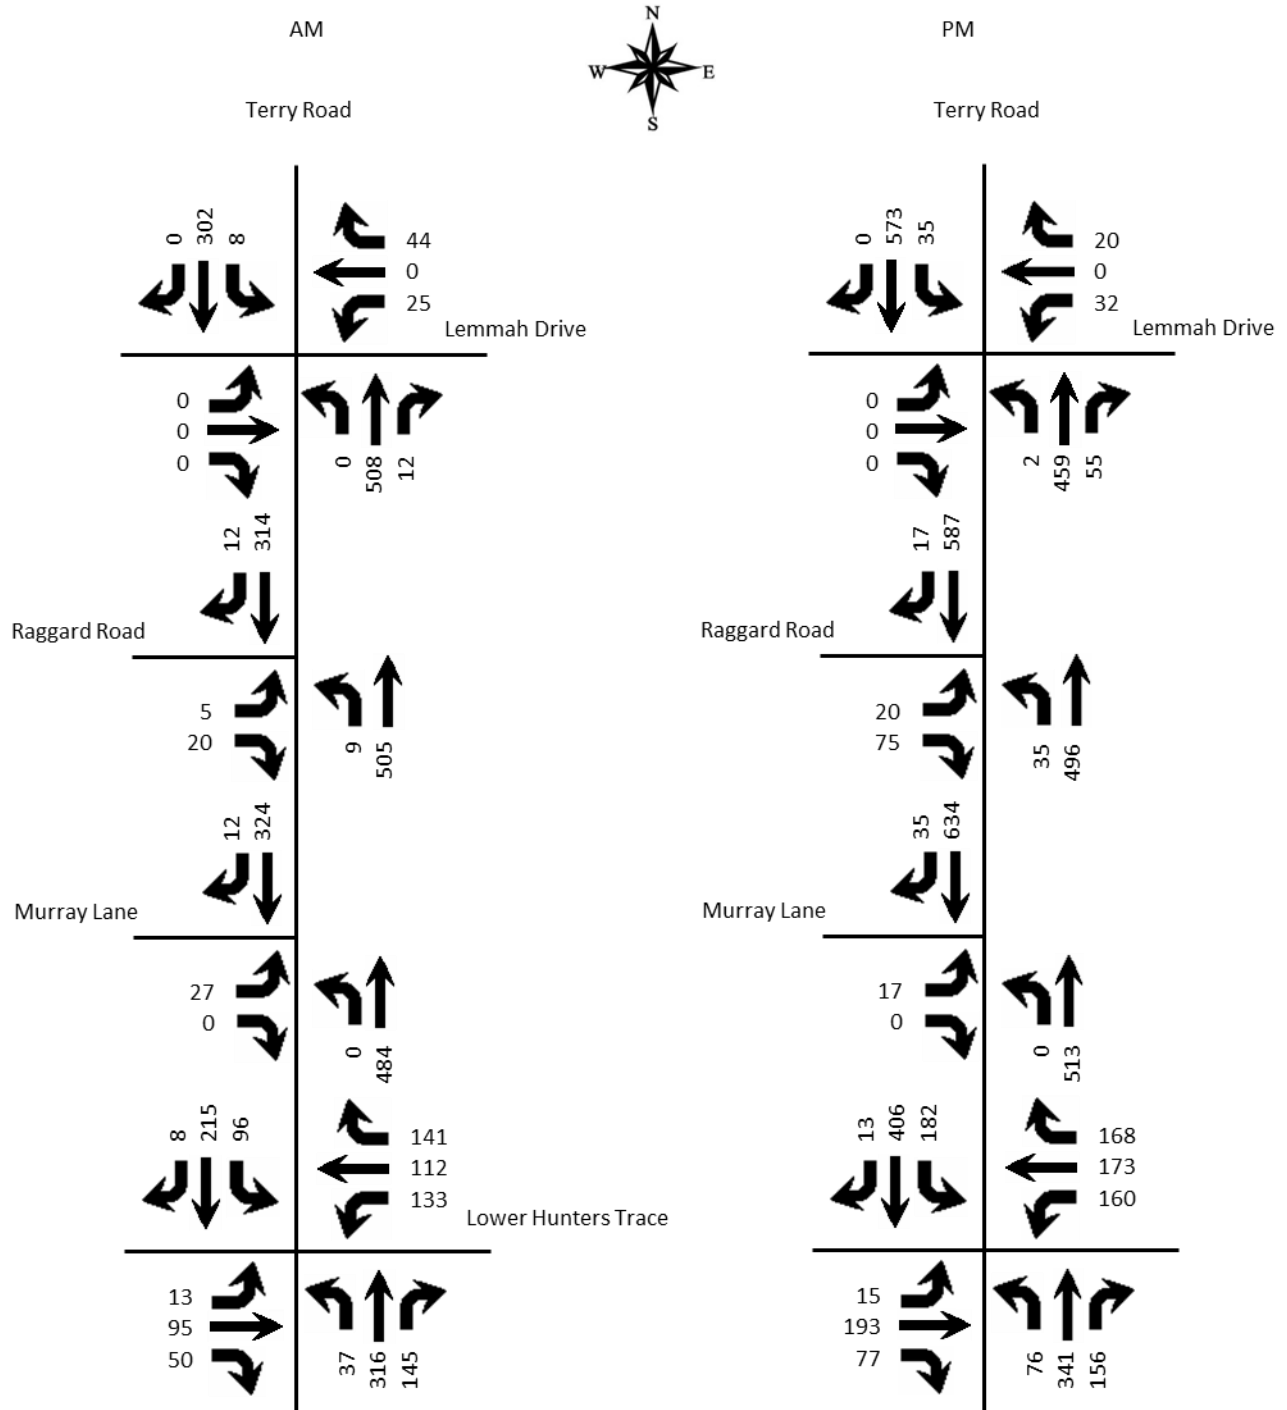 AM
N
W E
S
PM
Terry Road
Terry Road
0 302 8
44
0
25
Lemmah Drive
0
0
0
0 508 12
12 314
Raggard Road
5
20
9 505
12 324
Murray Lane
27
0
0 484
8 215 96
141
112
133
Lower Hunters Trace
13
95
50
37 316 145
0 573 35
20
0
32
Lemmah Drive
0
0
0
2 459 55
17 587
Raggard Road
20
75
35 496
35 634
Murray Lane
17
0
0 513
13 406 182
168
173
160
15
193
77
76 341 156